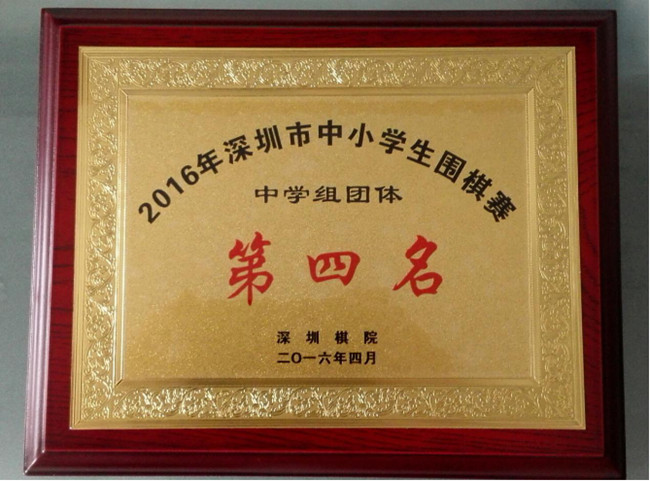 2016年深圳市中小学生围棋赛
中学组团体
第四名
深圳棋院
二〇一六年四月